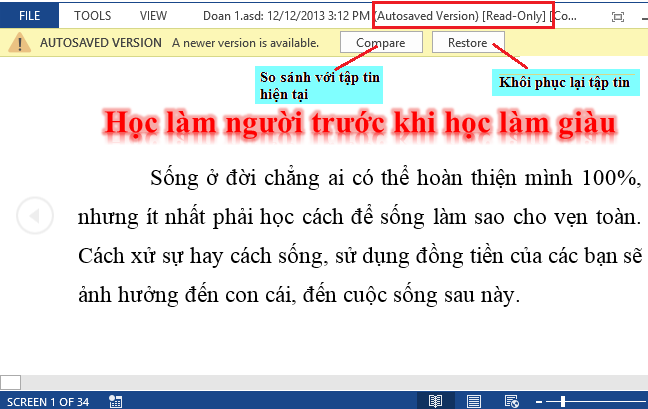 FILE TOOLS VIEW Doan 1.asd: 12/12/2013 3:12 PM (Autosaved Version) [Read-Only] [Co...
AUTOSAVED VERSION A newer version is available. Compare Restore
So sánh với tập tin
hiện tại
Khôi phục lại tập tin
Học làm người trước khi học làm giàu
Sống ở đời chẳng ai có thể hoàn thiện mình 100%,
nhưng ít nhất phải học cách để sống làm sao cho vẹn toàn.
Cách xử sự hay cách sống, sử dụng đồng tiền của các bạn sẽ
ảnh hưởng đến con cái, đến cuộc sống sau này.
SCREEN 1 OF 34